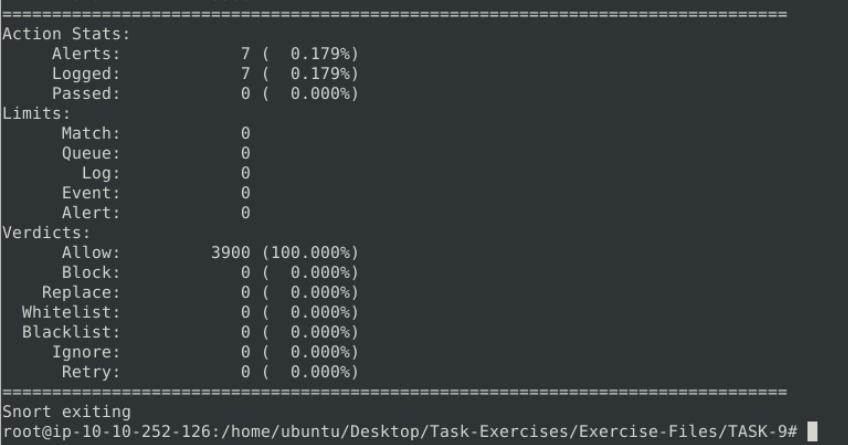 ===============================================================================
Action Stats:
     Alerts:            7 (  0.179%)
     Logged:            7 (  0.179%)
     Passed:            0 (  0.000%)
Limits:
      Match:            0
      Queue:            0
        Log:            0
      Event:            0
      Alert:            0
Verdicts:
      Allow:         3900 (100.000%)
      Block:            0 (  0.000%)
    Replace:            0 (  0.000%)
  Whitelist:            0 (  0.000%)
  Blacklist:            0 (  0.000%)
     Ignore:            0 (  0.000%)
      Retry:            0 (  0.000%)
===============================================================================
Snort exiting
root@ip-10-10-252-126:/home/ubuntu/Desktop/Task-Exercises/Exercise-Files/TASK-9#